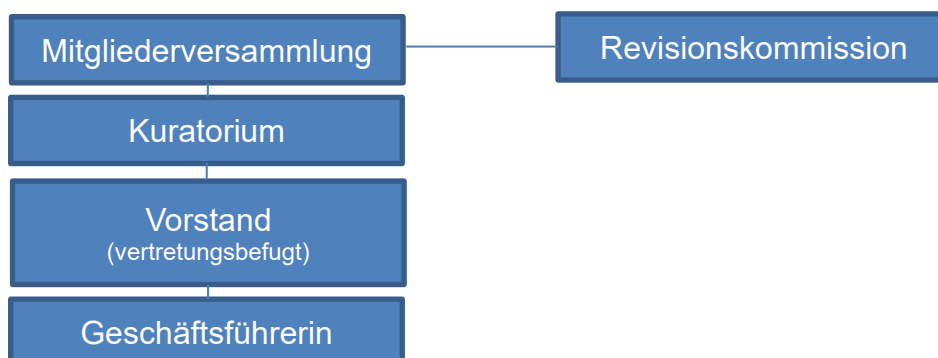 Mitgliederversammlung
Revisionskommission
Kuratorium
Vorstand
(vertretungsbefugt)
Geschäftsführerin